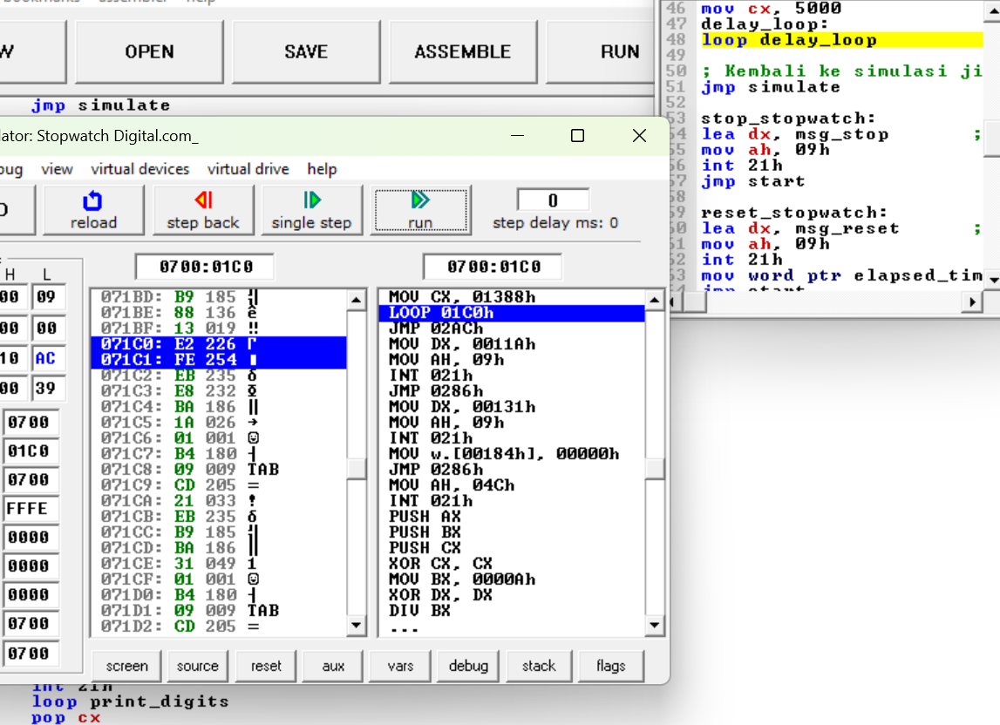 bookmarks assembler help
W OPEN SAVE ASSEMBLE RUN
jmp simulate
46 mov cx, 5000
47 delay_loop:
48 loop delay_loop
49
50 ; Kembali ke simulasi ji
51 jmp simulate
52
53 stop_stopwatch:
54 lea dx, msg_stop ;
55 mov ah, 09h
56 int 21h
57 jmp start
58
59 reset_stopwatch:
60 lea dx, msg_reset ;
61 mov ah, 09h
62 int 21h
63 mov word ptr elapsed_tim
jmp start
lator: Stopwatch Digital.com_
bug view virtual devices virtual drive help
reload step back single step run 0
step delay ms: 0
H L
00 09
00 00
10 AC
00 39
0700
01C0
0700
FFFE
0000
0000
0000
0700
0700
0700:01C0
071BD: B9 185 ╣
071BE: 88 136 ê
071BF: 13 019 ‼
071C0: E2 226 Γ
071C1: FE 254 ■
071C2: EB 235 δ
071C3: E8 232 Φ
071C4: BA 186 ║
071C5: 1A 026 →
071C6: 01 001 ☺
071C7: B4 180 ┤
071C8: 09 009 TAB
071C9: CD 205 =
071CA: 21 033 !
071CB: EB 235 δ
071CC: B9 185 ╣
071CD: BA 186 ║
071CE: 31 049 1
071CF: 01 001 ☺
071D0: B4 180 ┤
071D1: 09 009 TAB
071D2: CD 205 =
0700:01C0
MOV CX, 01388h
LOOP 01C0h
JMP 02ACh
MOV DX, 0011Ah
MOV AH, 09h
INT 021h
JMP 0286h
MOV DX, 00131h
MOV AH, 09h
INT 021h
MOV w.[00184h], 00000h
JMP 0286h
MOV AH, 04Ch
INT 021h
PUSH AX
PUSH BX
PUSH CX
XOR CX, CX
MOV BX, 0000Ah
XOR DX, DX
DIV BX
...
screen source reset aux vars debug stack flags
int 21h
loop print_digits
pop cx